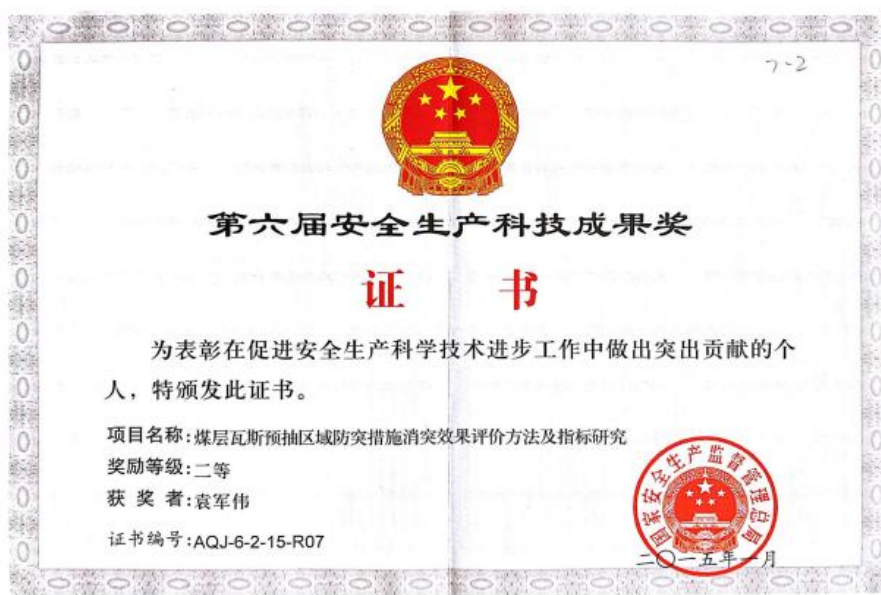 7-2
第六届安全生产科技成果奖
证 书
为表彰在促进安全生产科学技术进步工作中做出突出贡献的个
人，特颁发此证书。
项目名称:煤层瓦斯预抽区域防突措施消突效果评价方法及指标研究
奖励等级:二等
获 奖 者:袁军伟
证书编号:AQJ-6-2-15-R07
国家安全生产监督管理总局
二〇一五年一月